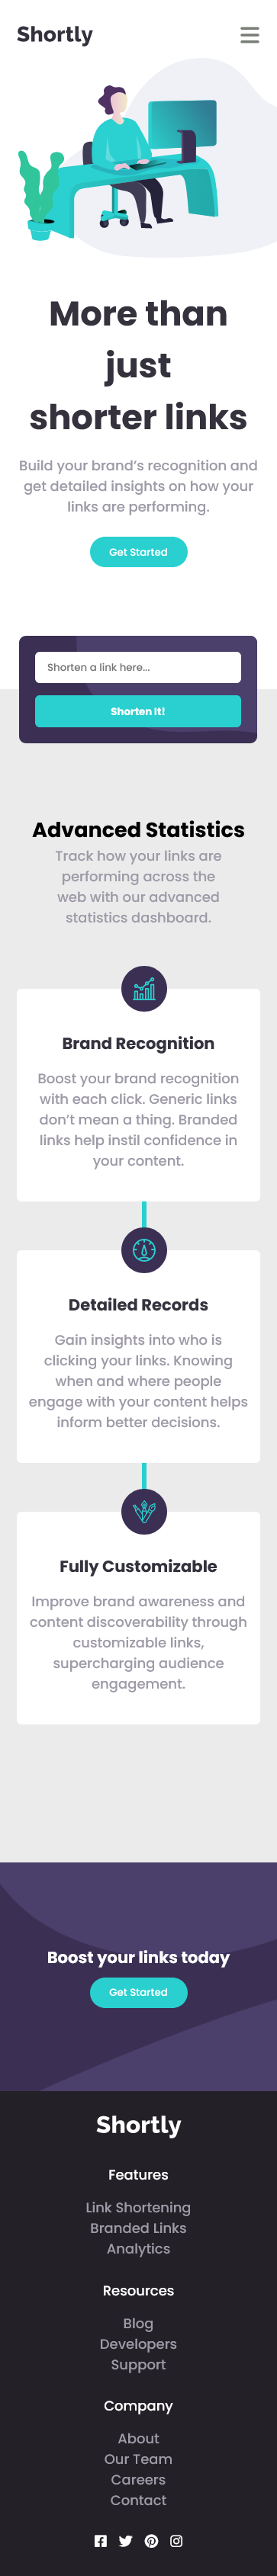 Shortly
More than
just
shorter links
Build your brand's recognition and
get detailed insights on how your
links are performing.
Get Started
Shorten a link here...
Shorten It!
Advanced Statistics
Track how your links are
performing across the
web with our advanced
statistics dashboard.
Brand Recognition
Boost your brand recognition
with each click. Generic links
don't mean a thing. Branded
links help instil confidence in
your content.
Detailed Records
Gain insights into who is
clicking your links. Knowing
when and where people
engage with your content helps
inform better decisions.
Fully Customizable
Improve brand awareness and
content discoverability through
customizable links,
supercharging audience
engagement.
Boost your links today
Get Started
Shortly
Features
Link Shortening
Branded Links
Analytics
Resources
Blog
Developers
Support
Company
About
Our Team
Careers
Contact